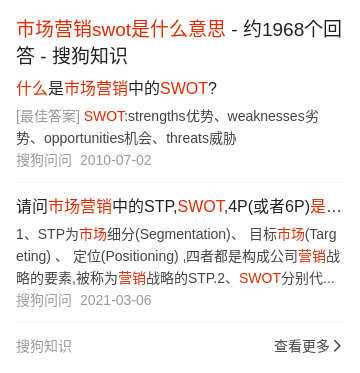 市场营销swot是什么意思 - 约1968个回
答 - 搜狗知识
什么是市场营销中的SWOT?
[最佳答案] SWOT:strengths优势、weaknesses劣
势、opportunities机会、threats威胁
搜狗问问 2010-07-02
请问市场营销中的STP,SWOT,4P(或者6P)是...
1、STP为市场细分(Segmentation)、 目标市场(Targ
eting) 、 定位(Positioning) ,四者都是构成公司营销战
略的要素,被称为营销战略的STP.2、SWOT分别代...
搜狗问问 2021-03-06
搜狗知识 查看更多